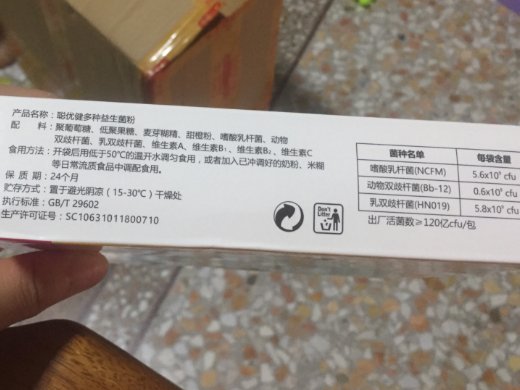 产品名称：聪优健多种益生菌粉
配 料：聚葡萄糖、低聚果糖、麦芽糊精、甜橙粉、嗜酸乳杆菌、动物
双歧杆菌、乳双歧杆菌、维生素A、维生素B₁、维生素B₂、维生素C
食用方法：开袋后用低于50℃的温开水调匀食用，或者加入已冲调好的奶粉、米糊
等日常流质食品中调配食用。
保 质 期：24个月
贮存方式：置于避光阴凉（15-30℃）干燥处
执行标准：GB/T 29602
生产许可证号：SC10631011800710
Don't
Litter
菌种名单 每袋含量
嗜酸乳杆菌(NCFM) 5.6x10⁹ cfu
动物双歧杆菌(Bb-12) 0.6x10⁹ cfu
乳双歧杆菌(HN019) 5.8x10⁹ cfu
出厂活菌数≥120亿cfu/包